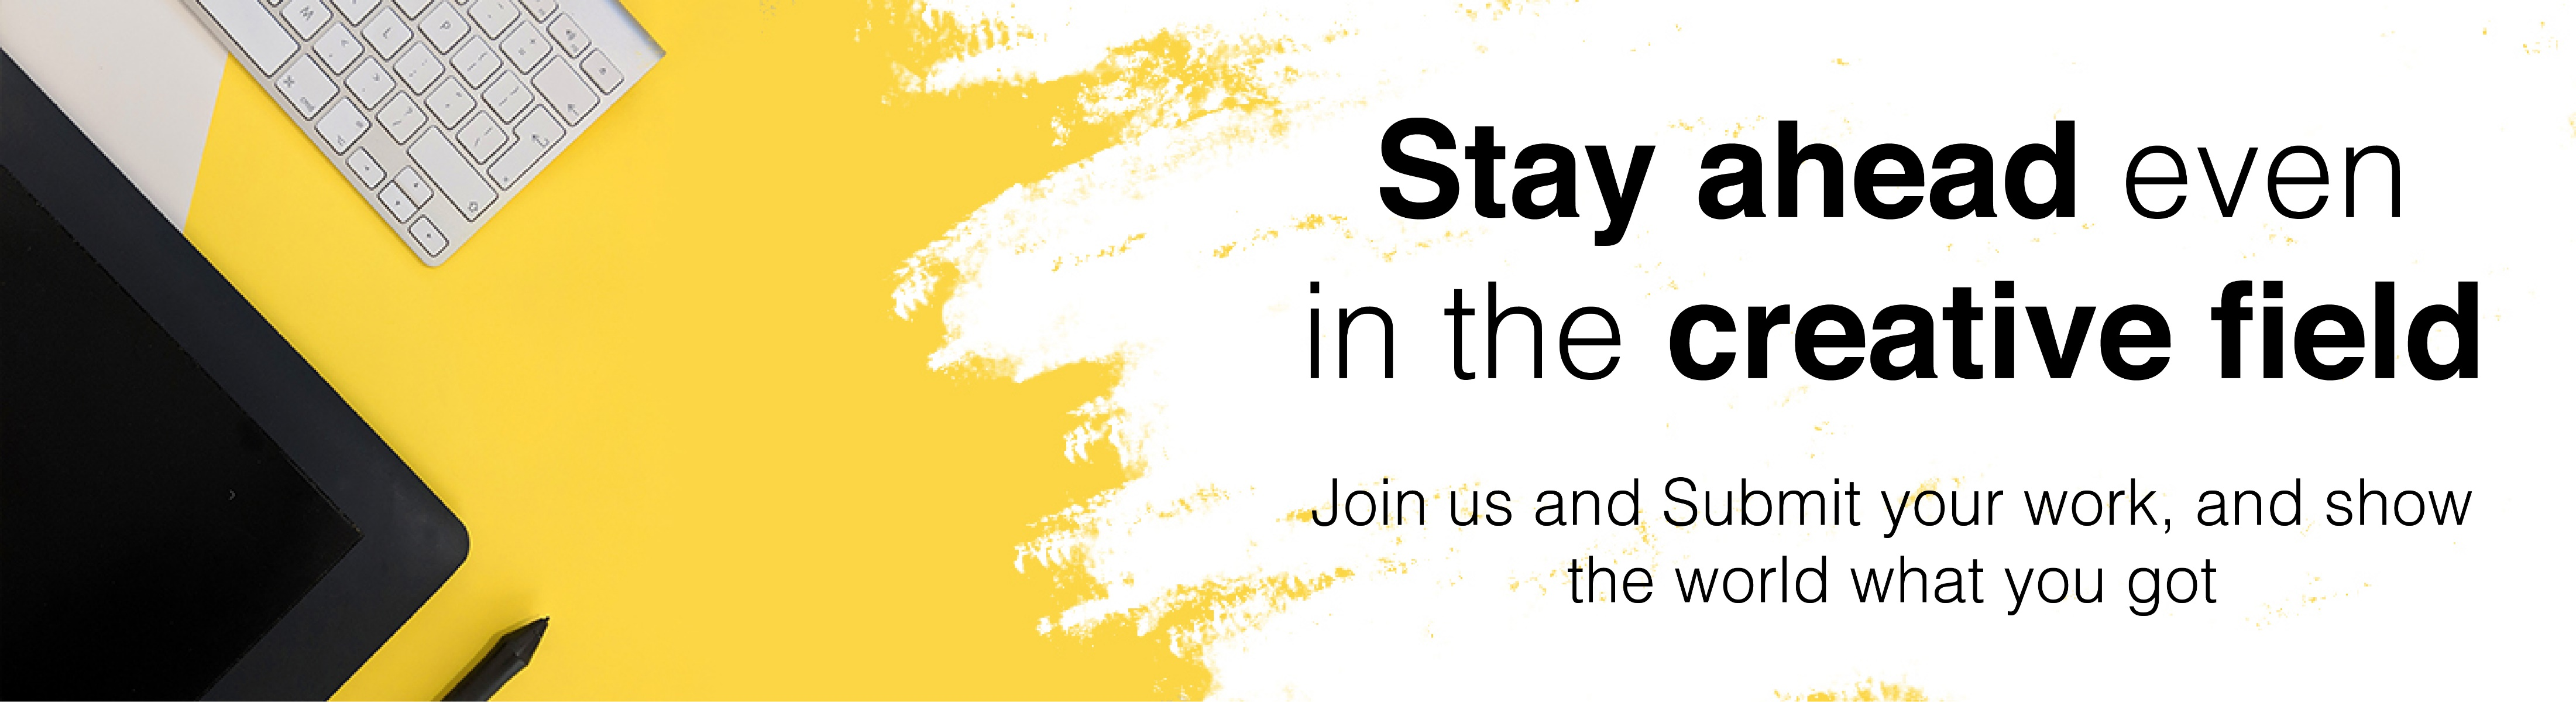 Stay ahead even
in the creative field
Join us and Submit your work, and show
the world what you got